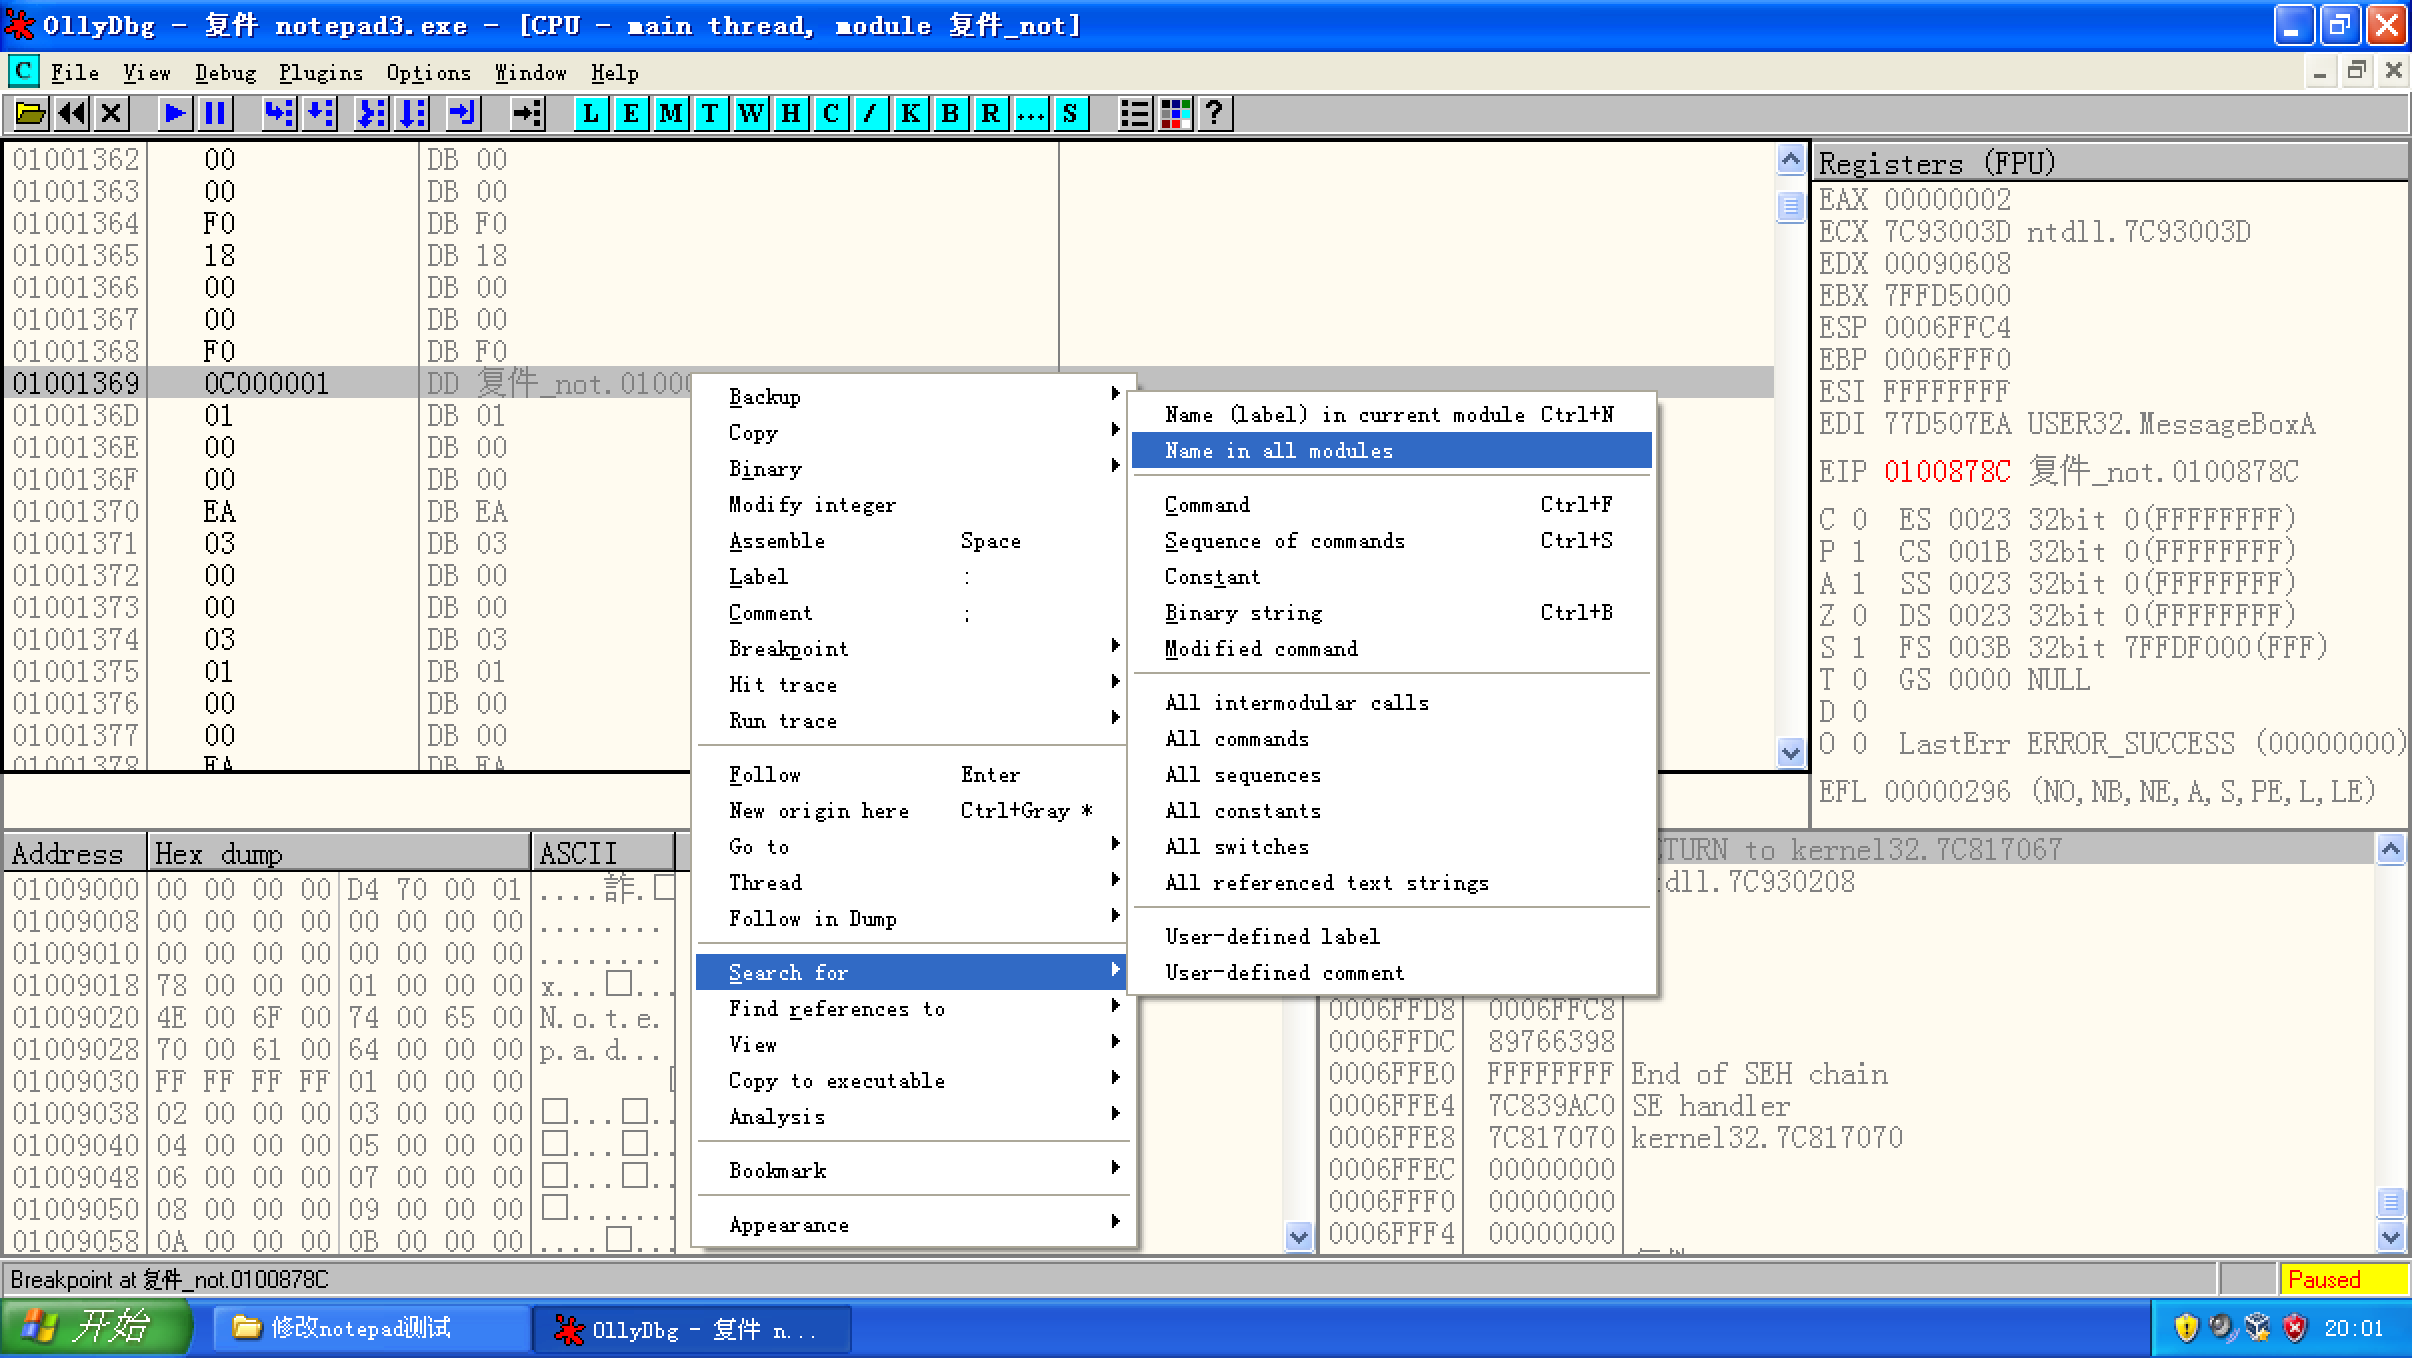 OllyDbg - 复件 notepad3.exe - [CPU - main thread, module 复件_not]
C File View Debug Plugins Options Window Help
L E M T W H C / K B R ... S ?
01001362 00 DB 00
01001363 00 DB 00
01001364 F0 DB F0
01001365 18 DB 18
01001366 00 DB 00
01001367 00 DB 00
01001368 F0 DB F0
01001369 0C000001 DD 复件_not.01000
0100136D 01 DB 01
0100136E 00 DB 00
0100136F 00 DB 00
01001370 EA DB EA
01001371 03 DB 03
01001372 00 DB 00
01001373 00 DB 00
01001374 03 DB 03
01001375 01 DB 01
01001376 00 DB 00
01001377 00 DB 00
01001378 EA DB EA
Backup
Copy
Binary
Modify integer
Assemble Space
Label :
Comment ;
Breakpoint
Hit trace
Run trace
Follow Enter
New origin here Ctrl+Gray *
Go to
Thread
Follow in Dump
Search for
Find references to
View
Copy to executable
Analysis
Bookmark
Appearance
Name (label) in current module Ctrl+N
Name in all modules
Command Ctrl+F
Sequence of commands Ctrl+S
Constant
Binary string Ctrl+B
Modified command
All intermodular calls
All commands
All sequences
All constants
All switches
All referenced text strings
User-defined label
User-defined comment
Registers (FPU)
EAX 00000002
ECX 7C93003D ntdll.7C93003D
EDX 00090608
EBX 7FFD5000
ESP 0006FFC4
EBP 0006FFF0
ESI FFFFFFFF
EDI 77D507EA USER32.MessageBoxA
EIP 0100878C 复件_not.0100878C
C 0 ES 0023 32bit 0(FFFFFFFF)
P 1 CS 001B 32bit 0(FFFFFFFF)
A 1 SS 0023 32bit 0(FFFFFFFF)
Z 0 DS 0023 32bit 0(FFFFFFFF)
S 1 FS 003B 32bit 7FFDF000(FFF)
T 0 GS 0000 NULL
D 0
O 0 LastErr ERROR_SUCCESS (00000000)
EFL 00000296 (NO,NB,NE,A,S,PE,L,LE)
Address Hex dump ASCII
01009000 00 00 00 00 D4 70 00 01 ....詐.
01009008 00 00 00 00 00 00 00 00 ........
01009010 00 00 00 00 00 00 00 00 ........
01009018 78 00 00 00 01 00 00 00 x...□...
01009020 4E 00 6F 00 74 00 65 00 N.o.t.e.
01009028 70 00 61 00 64 00 00 00 p.a.d...
01009030 FF FF FF FF 01 00 00 00
01009038 02 00 00 00 03 00 00 00 □...□..
01009040 04 00 00 00 05 00 00 00 □...□..
01009048 06 00 00 00 07 00 00 00 □...□..
01009050 08 00 00 00 09 00 00 00 □.......
01009058 0A 00 00 00 0B 00 00 00 ....□...
TURN to kernel32.7C817067
dll.7C930208
0006FFD8 0006FFC8
0006FFDC 89766398
0006FFE0 FFFFFFFF End of SEH chain
0006FFE4 7C839AC0 SE handler
0006FFE8 7C817070 kernel32.7C817070
0006FFEC 00000000
0006FFF0 00000000
0006FFF4 00000000
Breakpoint at 复件_not.0100878C
Paused
开始 修改notepad测试 OllyDbg - 复件 n... 20:01